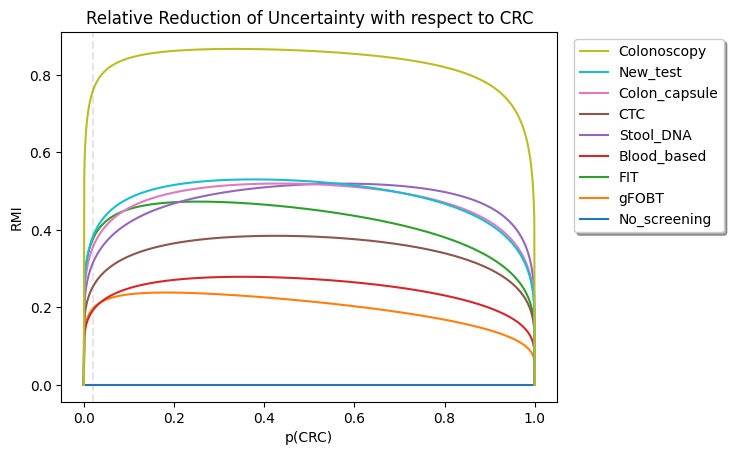 Relative Reduction of Uncertainty with respect to CRC
RMI
0.8
0.6
0.4
0.2
0.0
0.0 0.2 0.4 0.6 0.8 1.0
p(CRC)
Colonoscopy
New_test
Colon_capsule
CTC
Stool_DNA
Blood_based
FIT
gFOBT
No_screening